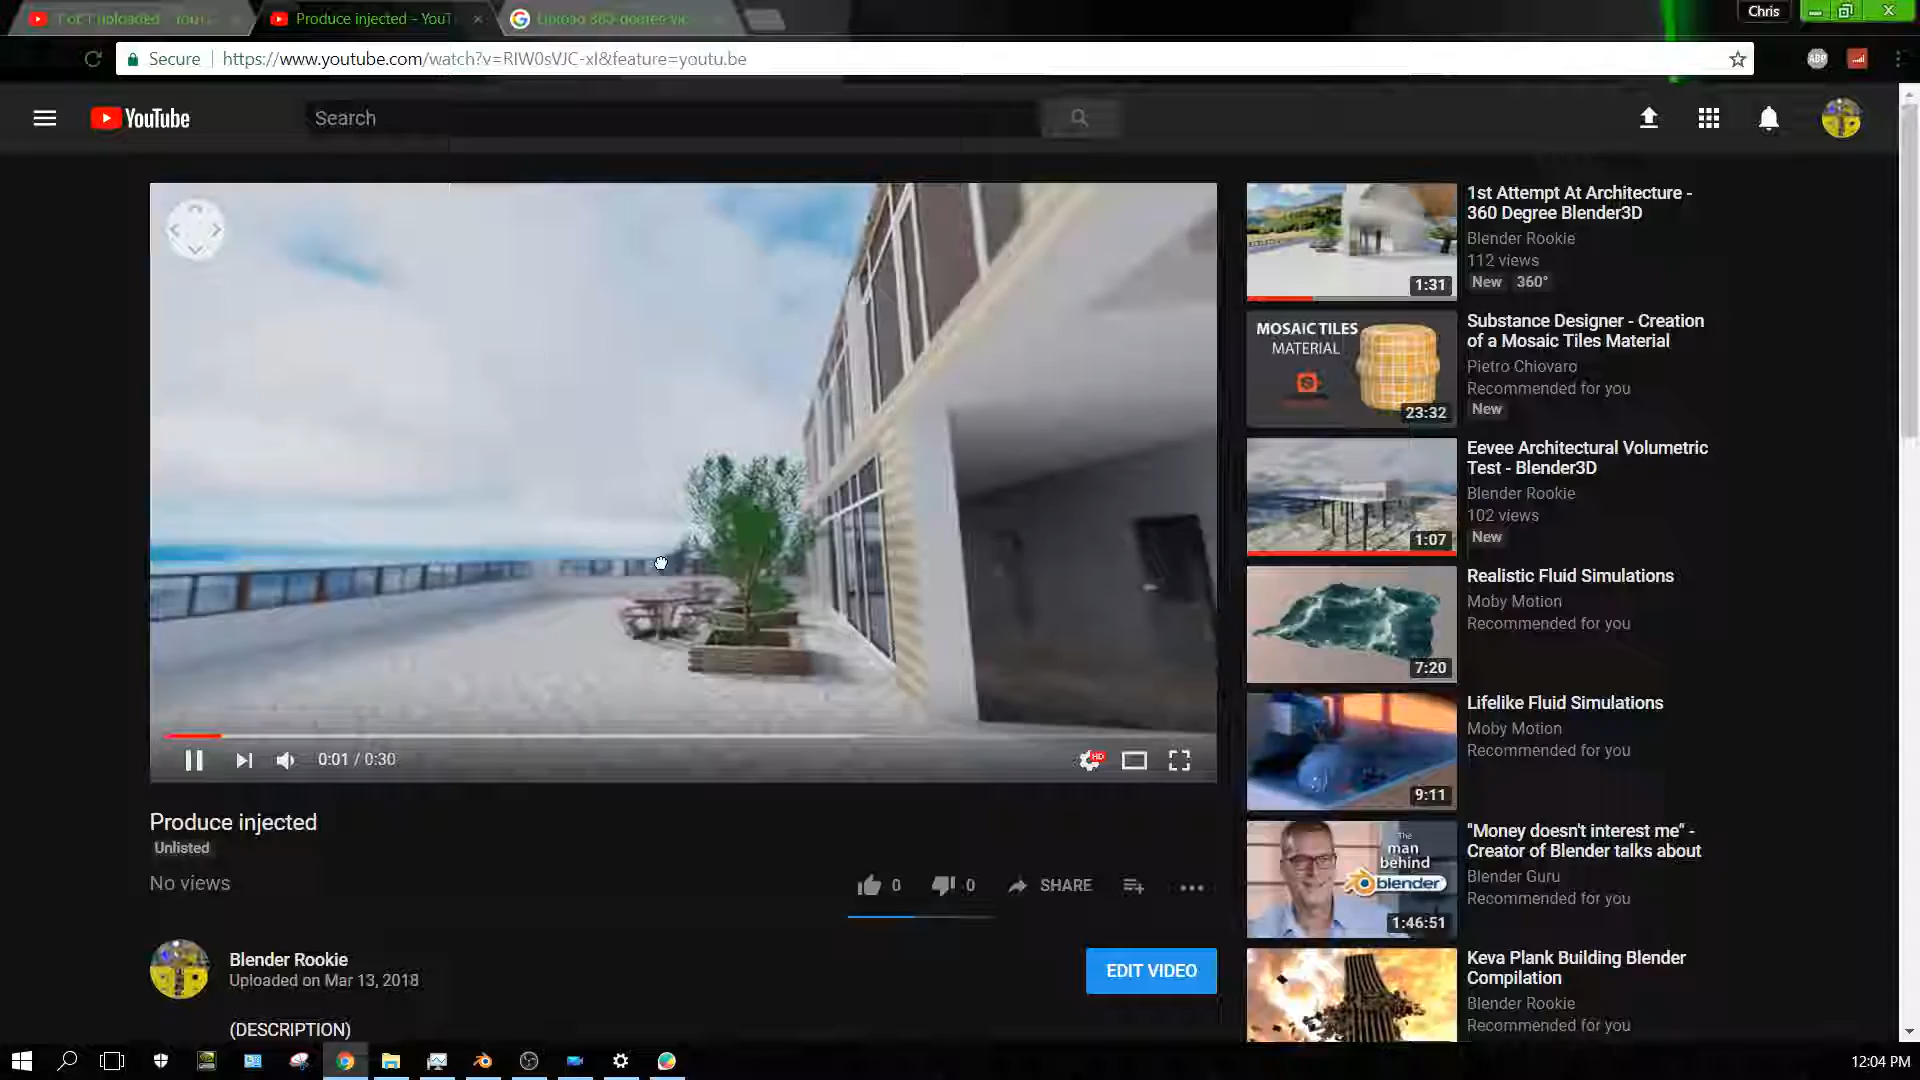 Produce injected - YouT
Chris
Secure
https://www.youtube.com/watch?v=RIW0sVJC-xI&feature=youtu.be
ABP
YouTube
Search
0:01 / 0:30
HD
Produce injected
Unlisted
No views
0
0
SHARE
Blender Rookie
Uploaded on Mar 13, 2018
EDIT VIDEO
(DESCRIPTION)
1:31
1st Attempt At Architecture -
360 Degree Blender3D
Blender Rookie
112 views
New 360°
MOSAIC TILES
MATERIAL
23:32
Substance Designer - Creation
of a Mosaic Tiles Material
Pietro Chiovaro
Recommended for you
New
1:07
Eevee Architectural Volumetric
Test - Blender3D
Blender Rookie
102 views
New
7:20
Realistic Fluid Simulations
Moby Motion
Recommended for you
9:11
Lifelike Fluid Simulations
Moby Motion
Recommended for you
The
man
behind
blender
1:46:51
"Money doesn't interest me" -
Creator of Blender talks about
Blender Guru
Recommended for you
Keva Plank Building Blender
Compilation
Blender Rookie
Recommended for you
12:04 PM